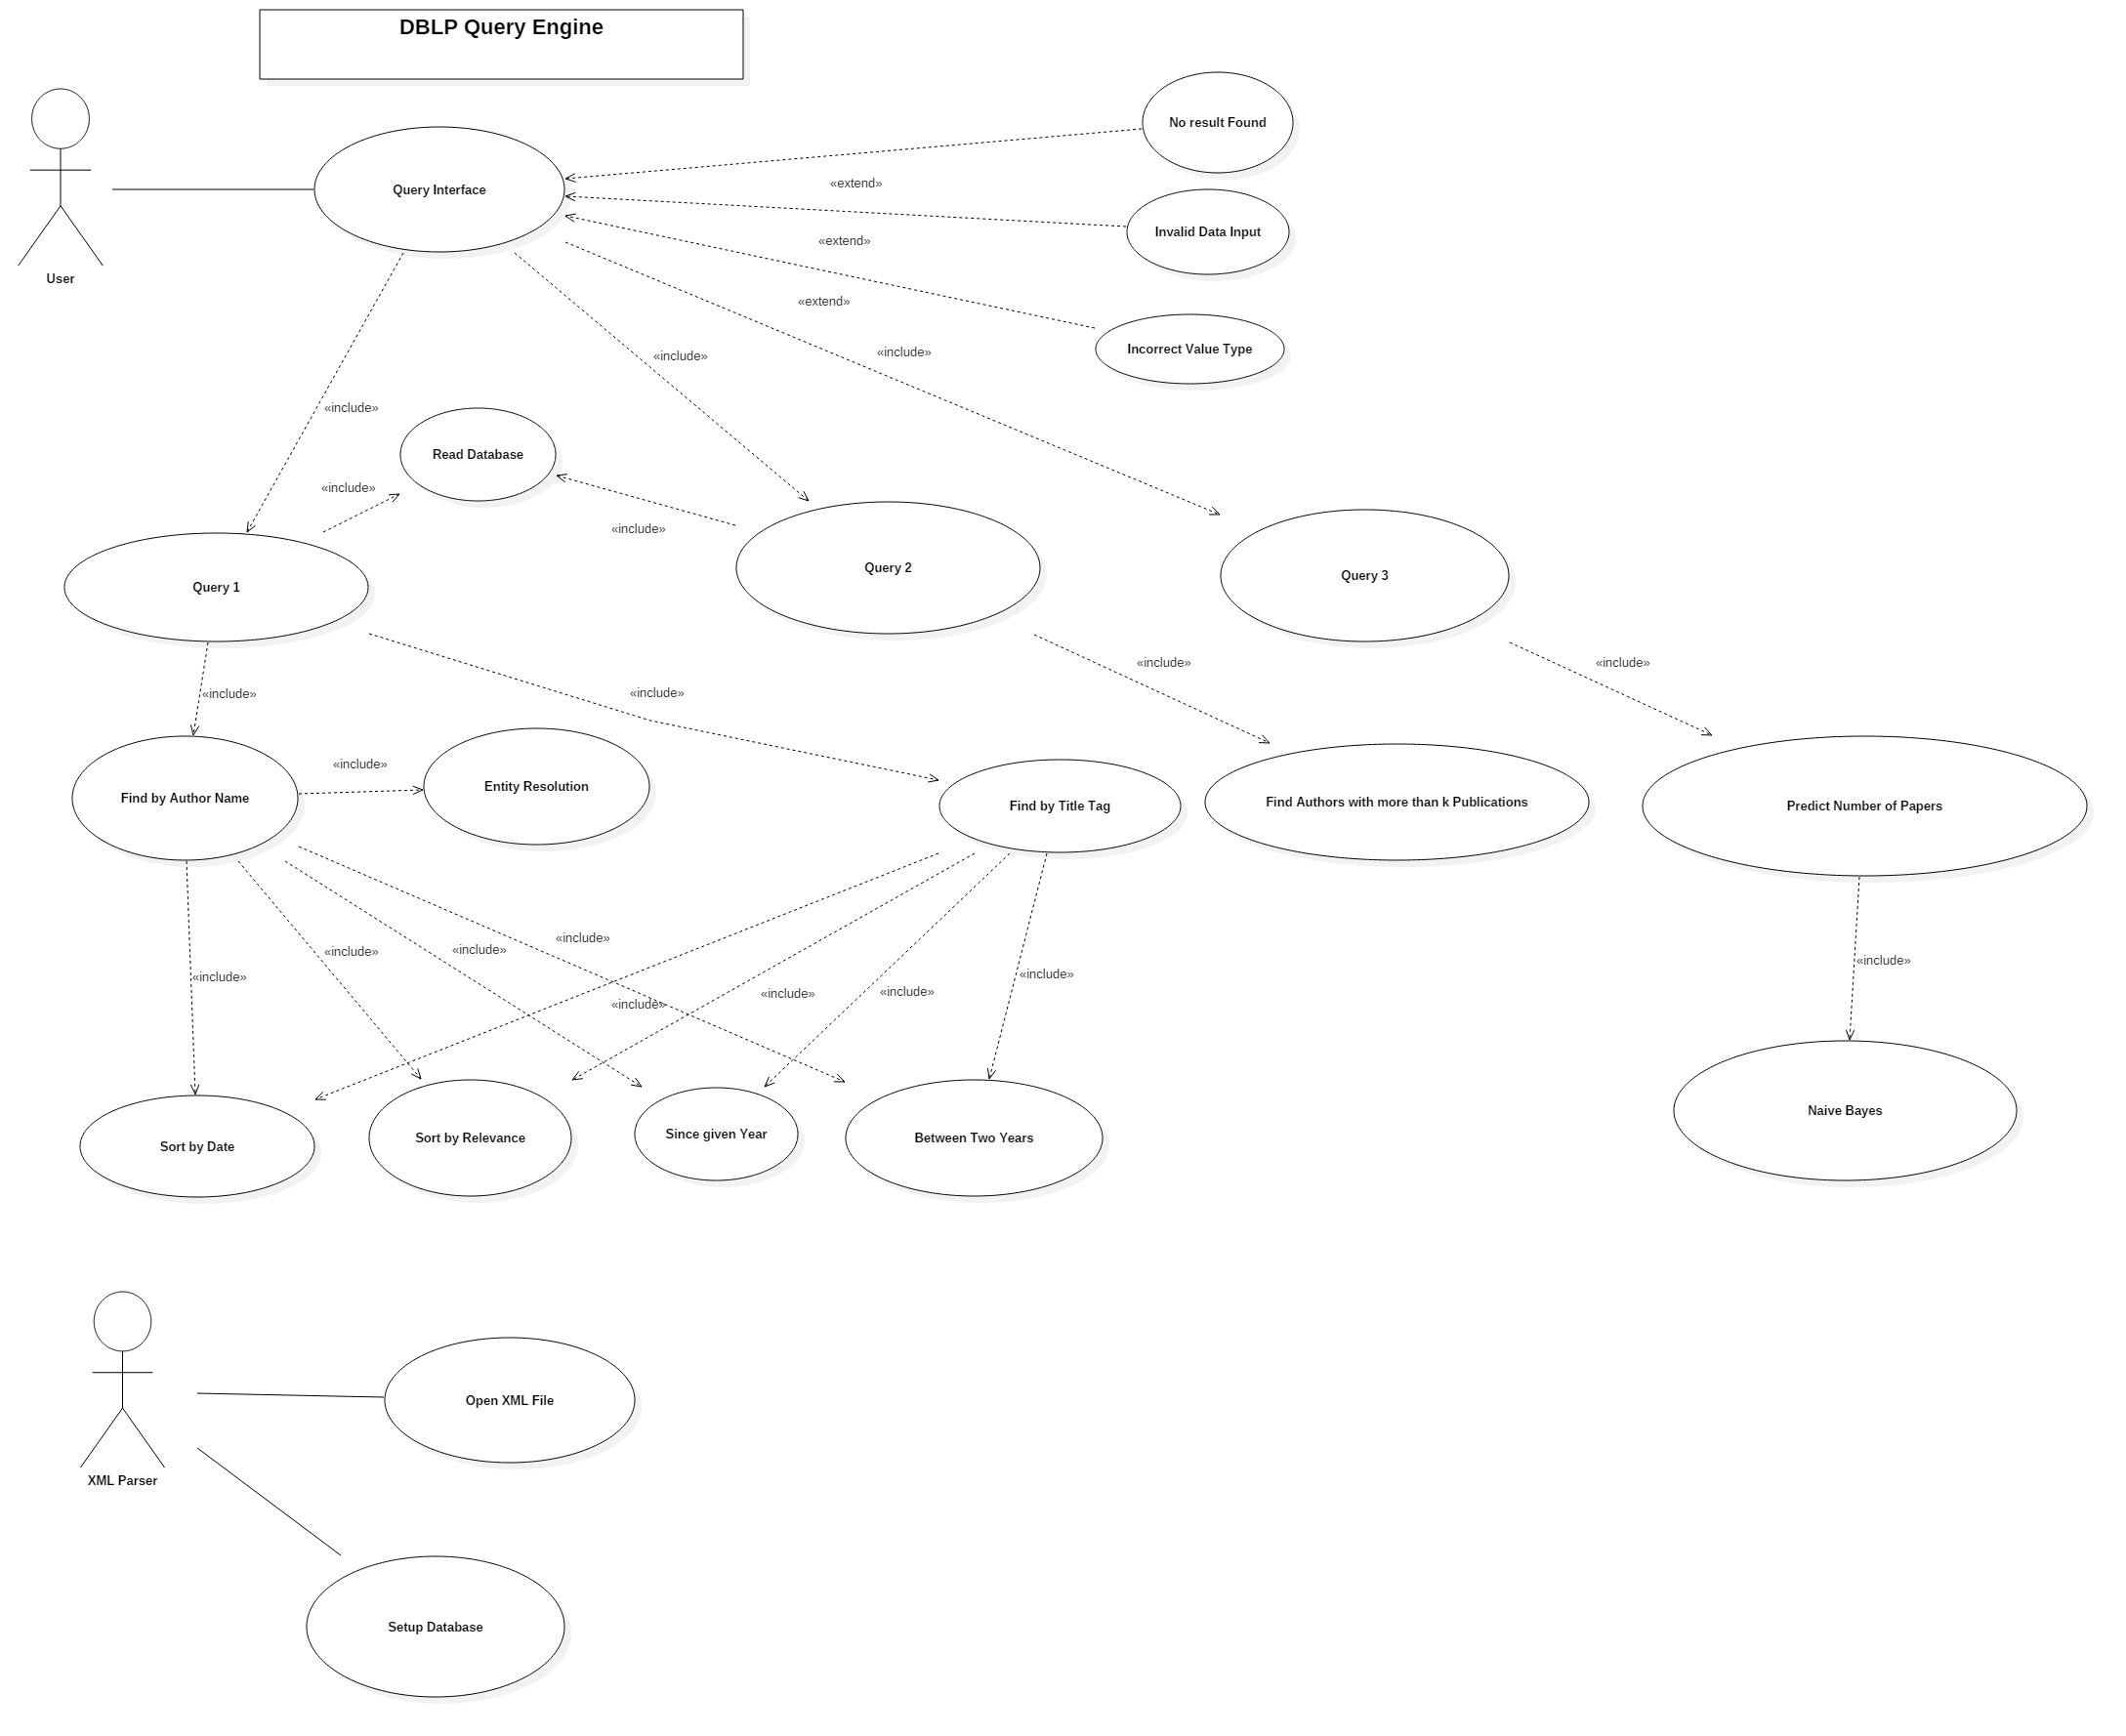 DBLP Query Engine
No result Found
Query Interface
«extend»
Invalid Data Input
«extend»
User
«extend»
Incorrect Value Type
«include»
«include»
«include»
Read Database
«include»
«include»
Query 1
Query 2
Query 3
«include»
«include»
«include»
«include»
«include»
Find by Author Name
Entity Resolution
Find by Title Tag
Find Authors with more than k Publications
Predict Number of Papers
«include»
«include»
«include»
«include»
«include»
«include»
«include»
«include»
«include»
Sort by Date
Sort by Relevance
Since given Year
Between Two Years
Naive Bayes
Open XML File
XML Parser
Setup Database